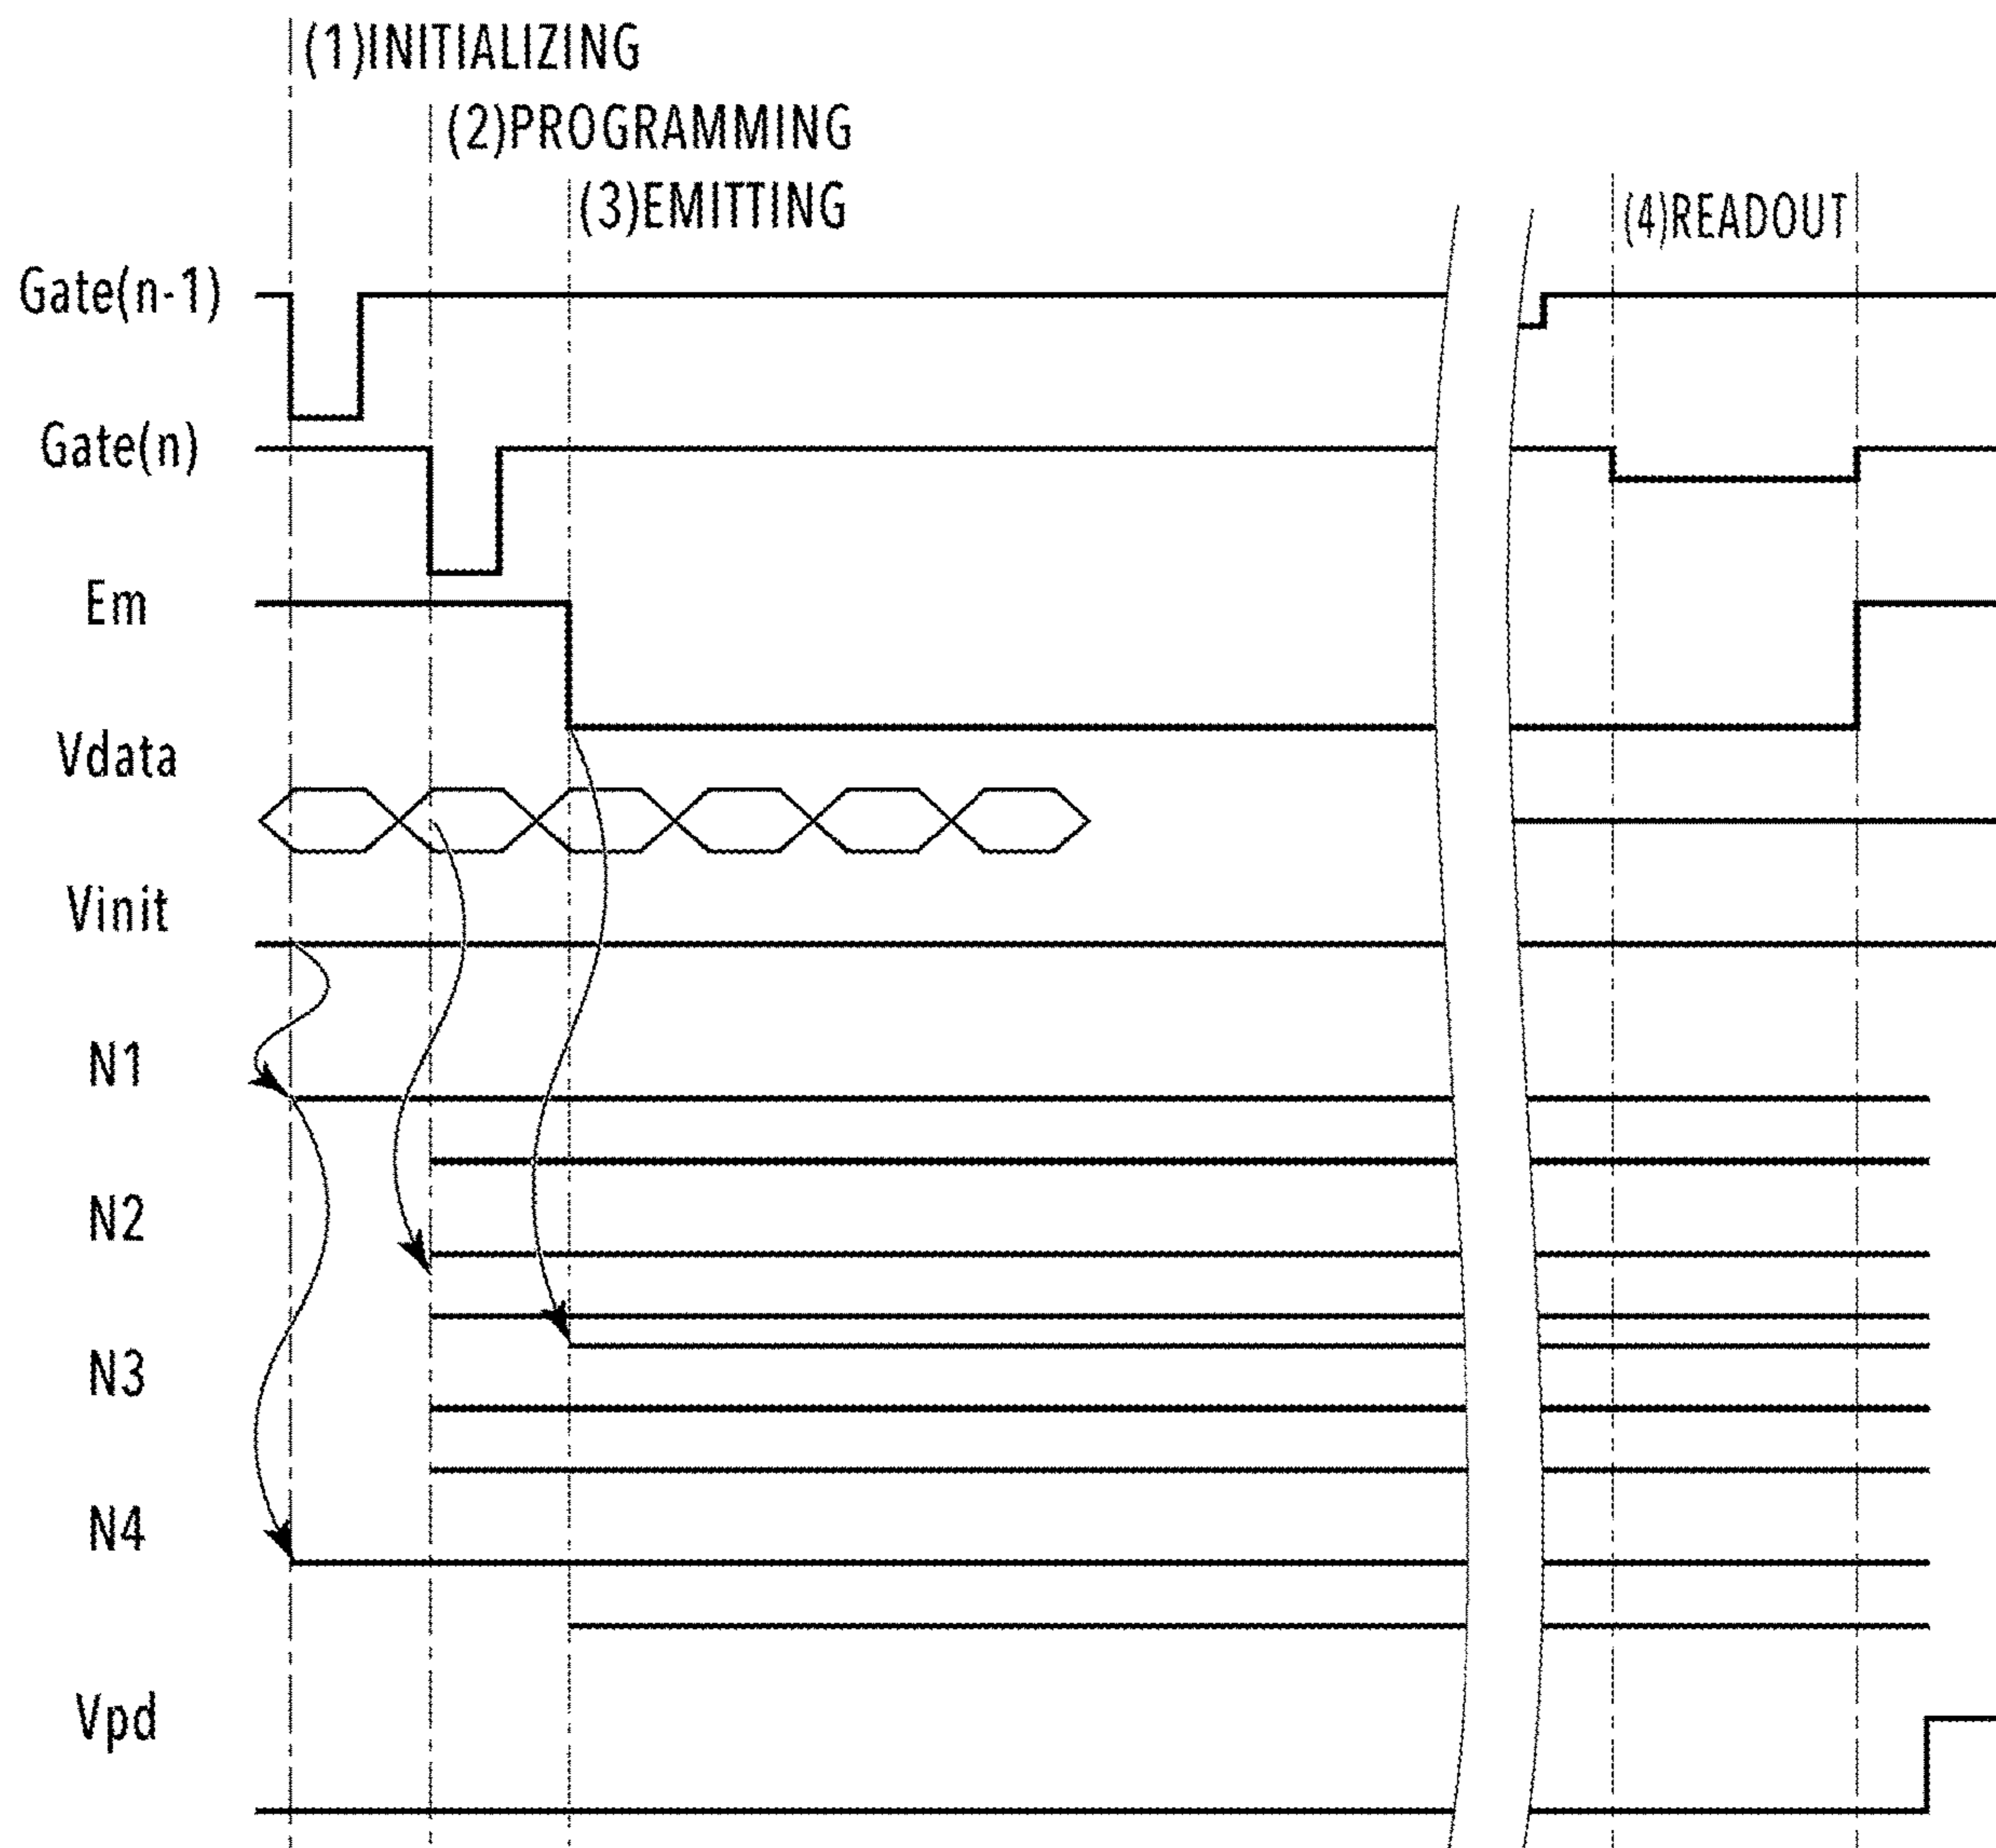 (1)INITIALIZING
(2)PROGRAMMING
(3)EMITTING
(4)READOUT
Gate(n-1)
Gate(n)
Em
Vdata
Vinit
N1
N2
N3
N4
Vpd